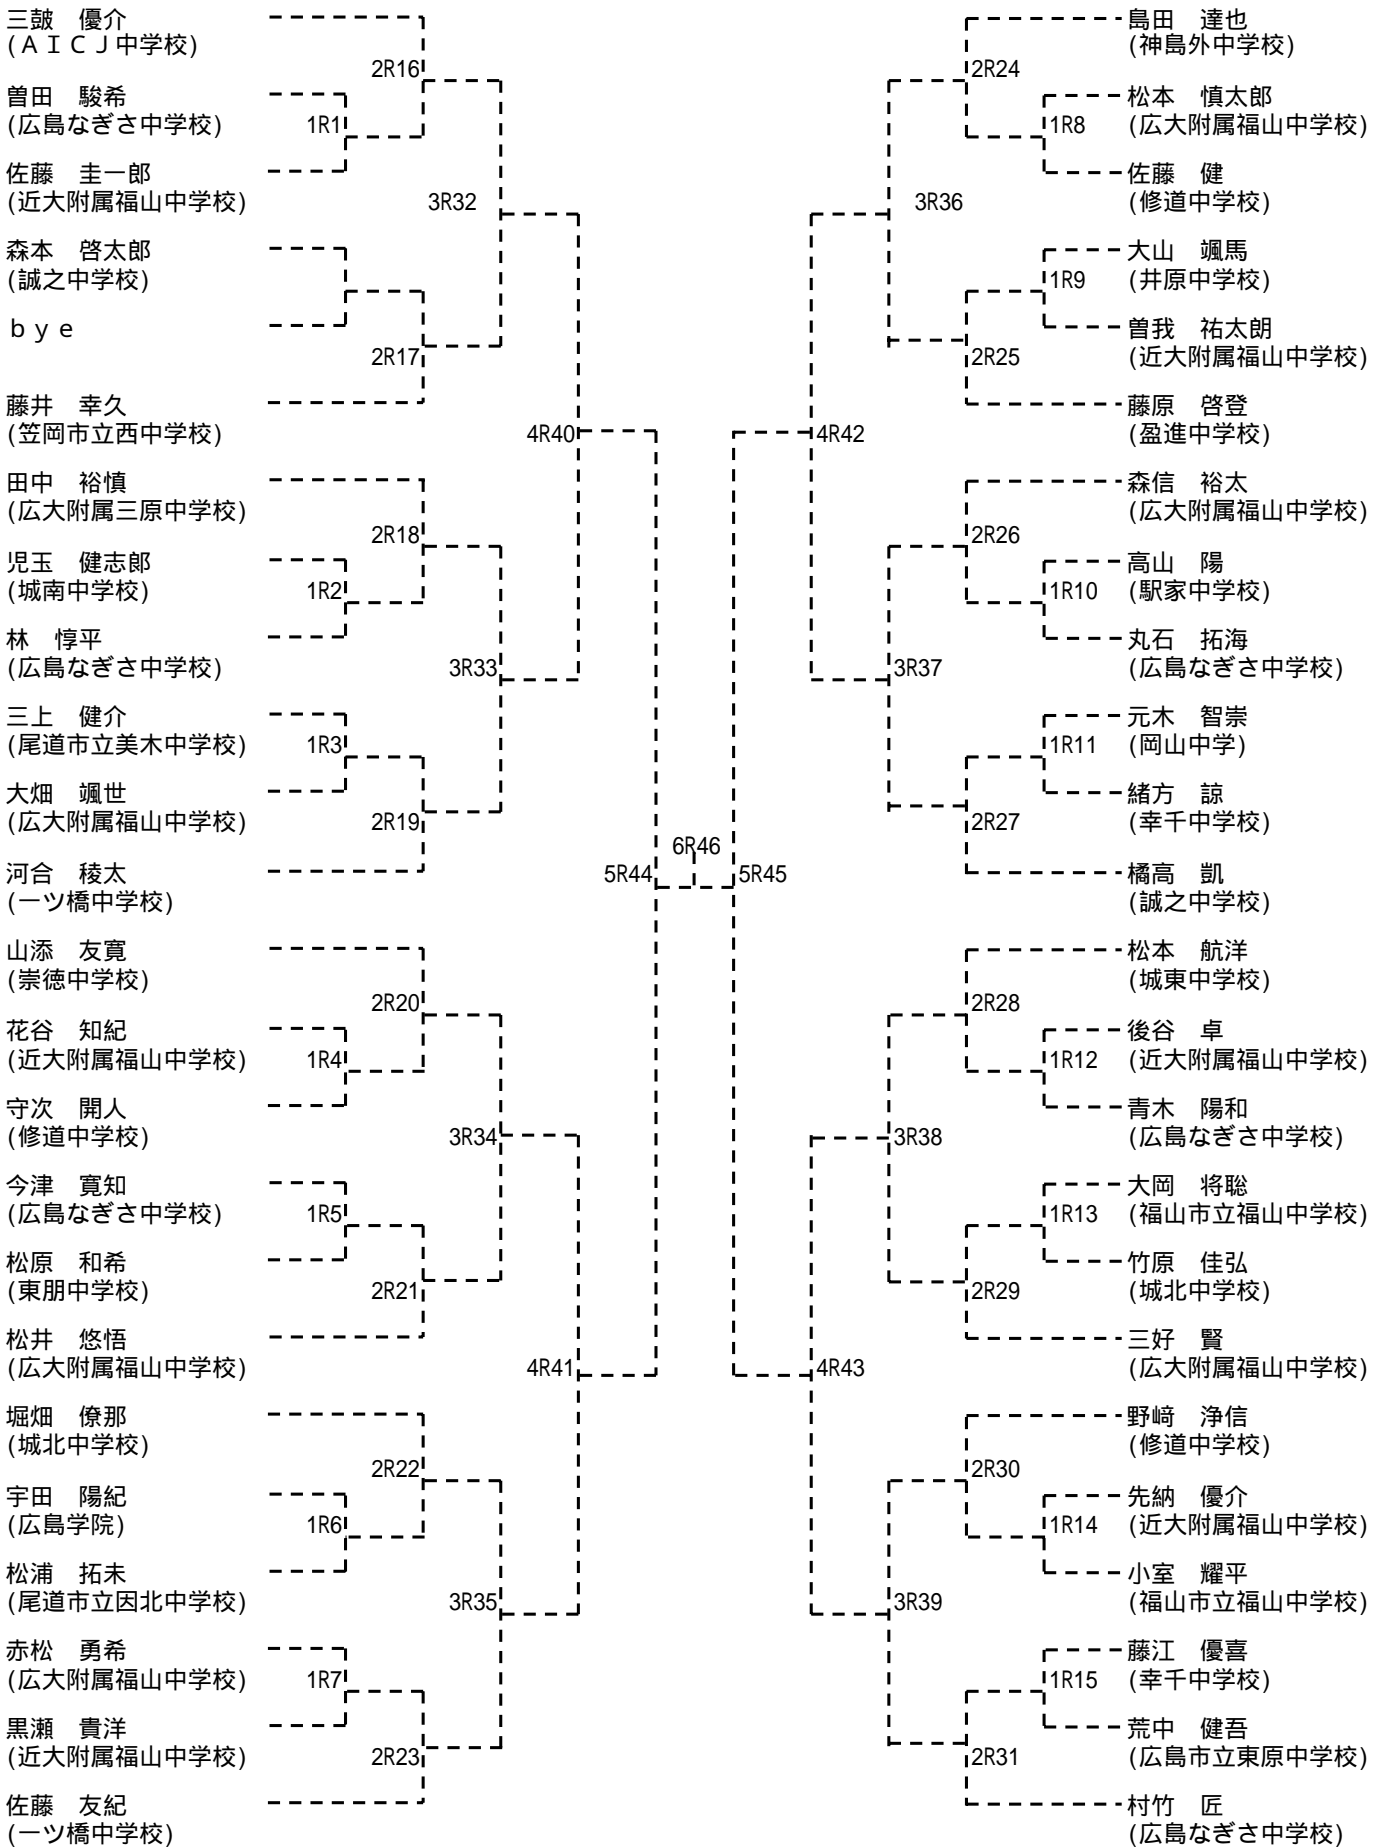 三皷　優介
(ＡＩＣＪ中学校)
2R16
曽田　駿希
(広島なぎさ中学校)
1R1
佐藤　圭一郎
(近大附属福山中学校)
3R32
森本　啓太郎
(誠之中学校)
ｂｙｅ
2R17
藤井　幸久
(笠岡市立西中学校)
4R40
田中　裕慎
(広大附属三原中学校)
2R18
児玉　健志郎
(城南中学校)
1R2
林　惇平
(広島なぎさ中学校)
3R33
三上　健介
(尾道市立美木中学校)
1R3
大畑　颯世
(広大附属福山中学校)
2R19
河合　稜太
(一ツ橋中学校)
5R44
6R46
5R45
山添　友寛
(崇徳中学校)
2R20
花谷　知紀
(近大附属福山中学校)
1R4
守次　開人
(修道中学校)
3R34
今津　寛知
(広島なぎさ中学校)
1R5
松原　和希
(東朋中学校)
2R21
松井　悠悟
(広大附属福山中学校)
4R41
堀畑　僚那
(城北中学校)
2R22
宇田　陽紀
(広島学院)
1R6
松浦　拓未
(尾道市立因北中学校)
3R35
赤松　勇希
(広大附属福山中学校)
1R7
黒瀬　貴洋
(近大附属福山中学校)
2R23
佐藤　友紀
(一ツ橋中学校)
島田　達也
(神島外中学校)
2R24
松本　慎太郎
1R8
(広大附属福山中学校)
佐藤　健
(修道中学校)
3R36
大山　颯馬
1R9
(井原中学校)
曽我　祐太朗
(近大附属福山中学校)
2R25
藤原　啓登
(盈進中学校)
4R42
森信　裕太
(広大附属福山中学校)
2R26
高山　陽
1R10
(駅家中学校)
丸石　拓海
(広島なぎさ中学校)
3R37
元木　智崇
1R11
(岡山中学)
緒方　諒
(幸千中学校)
2R27
橘高　凱
(誠之中学校)
松本　航洋
(城東中学校)
2R28
後谷　卓
1R12
(近大附属福山中学校)
青木　陽和
(広島なぎさ中学校)
3R38
大岡　将聡
1R13
(福山市立福山中学校)
竹原　佳弘
(城北中学校)
2R29
三好　賢
(広大附属福山中学校)
4R43
野﨑　浄信
(修道中学校)
2R30
先納　優介
1R14
(近大附属福山中学校)
小室　耀平
(福山市立福山中学校)
3R39
藤江　優喜
1R15
(幸千中学校)
荒中　健吾
(広島市立東原中学校)
2R31
村竹　匠
(広島なぎさ中学校)